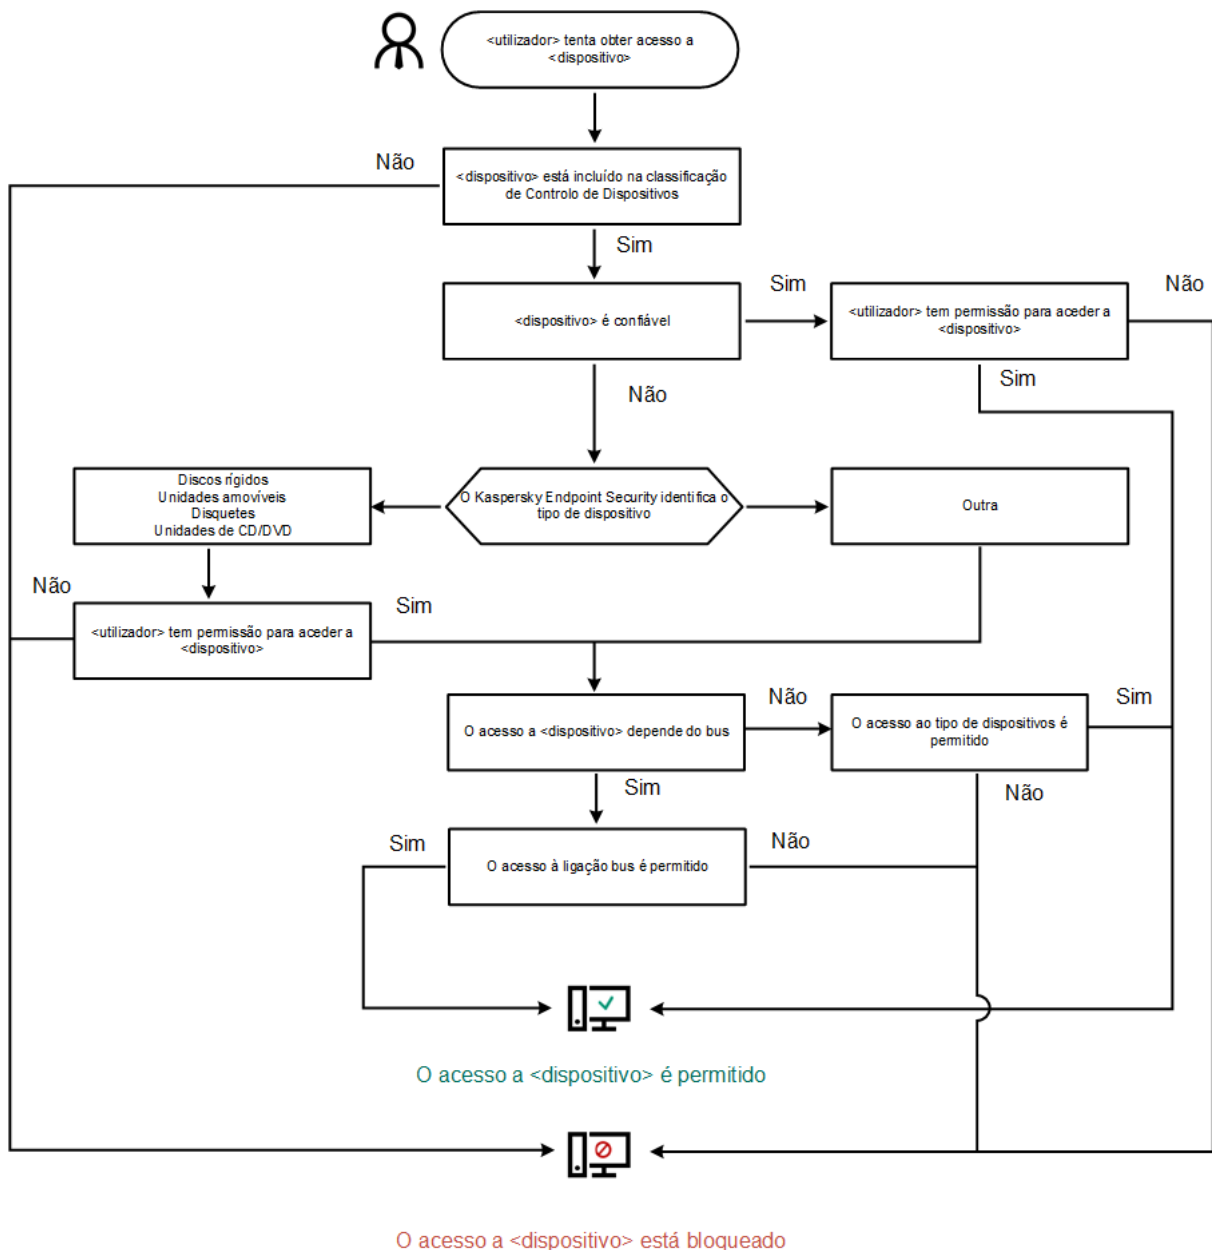 <utilizador> tenta obter acesso a
<dispositivo>
Não
<dispositivo> está incluído na classificação
de Controlo de Dispositivos
Sim
Sim
Não
<dispositivo> é confiável
<utilizador> tem permissão para aceder a
<dispositivo>
Não
Sim
Discos rígidos
Unidades amovíveis
Disquetes
Unidades de CD/DVD
O Kaspersky Endpoint Security identifica o
tipo de dispositivo
Outra
Não
Sim
<utilizador> tem permissão para aceder a
<dispositivo>
Não
Sim
O acesso a <dispositivo> depende do bus
O acesso ao tipo de dispositivos é
permitido
Sim
Não
Sim
Não
O acesso à ligação bus é permitido
O acesso a <dispositivo> é permitido
O acesso a <dispositivo> está bloqueado